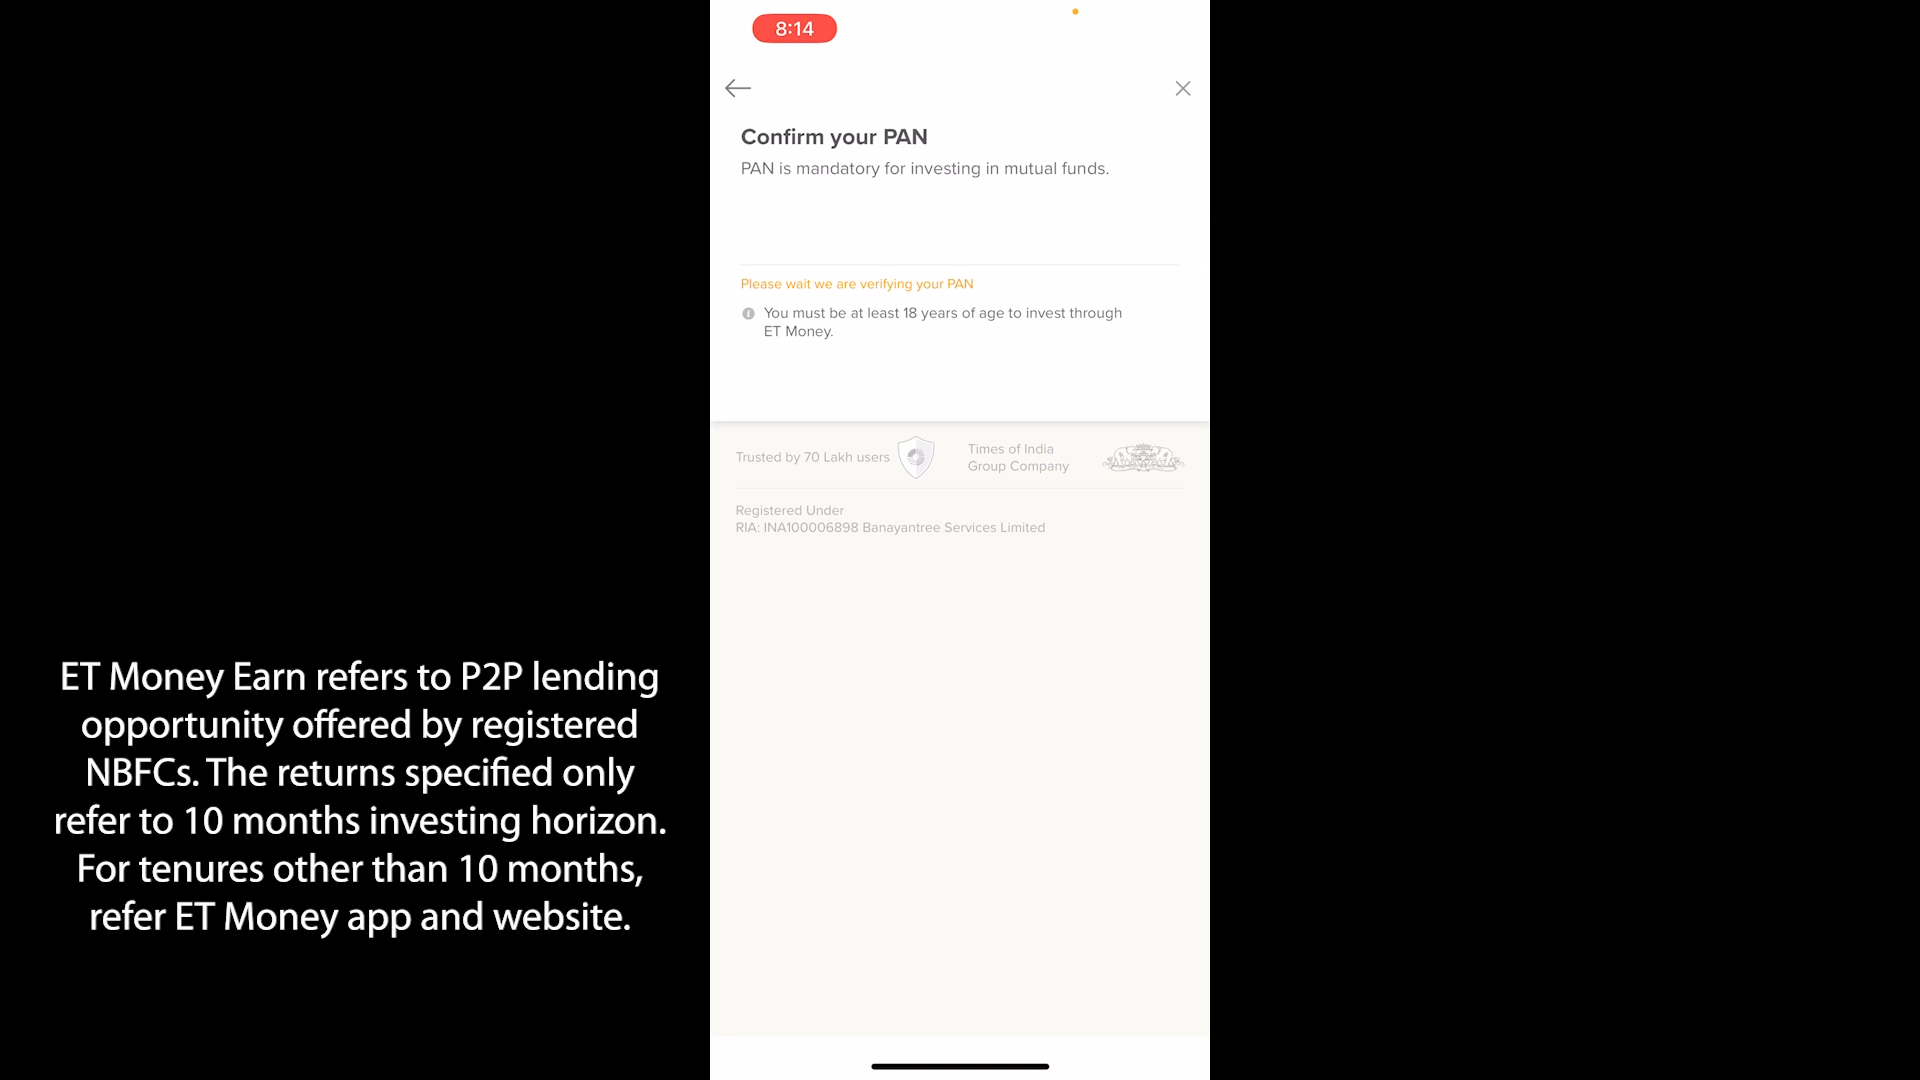 8:14
Confirm your PAN
PAN is mandatory for investing in mutual funds.
Please wait we are verifying your PAN
You must be at least 18 years of age to invest through
ET Money.
Trusted by 70 Lakh users
Times of India
Group Company
Registered Under
RIA: INA100006898 Banayantree Services Limited
ET Money Earn refers to P2P lending
opportunity offered by registered
NBFCs. The returns specified only
refer to 10 months investing horizon.
For tenures other than 10 months,
refer ET Money app and website.